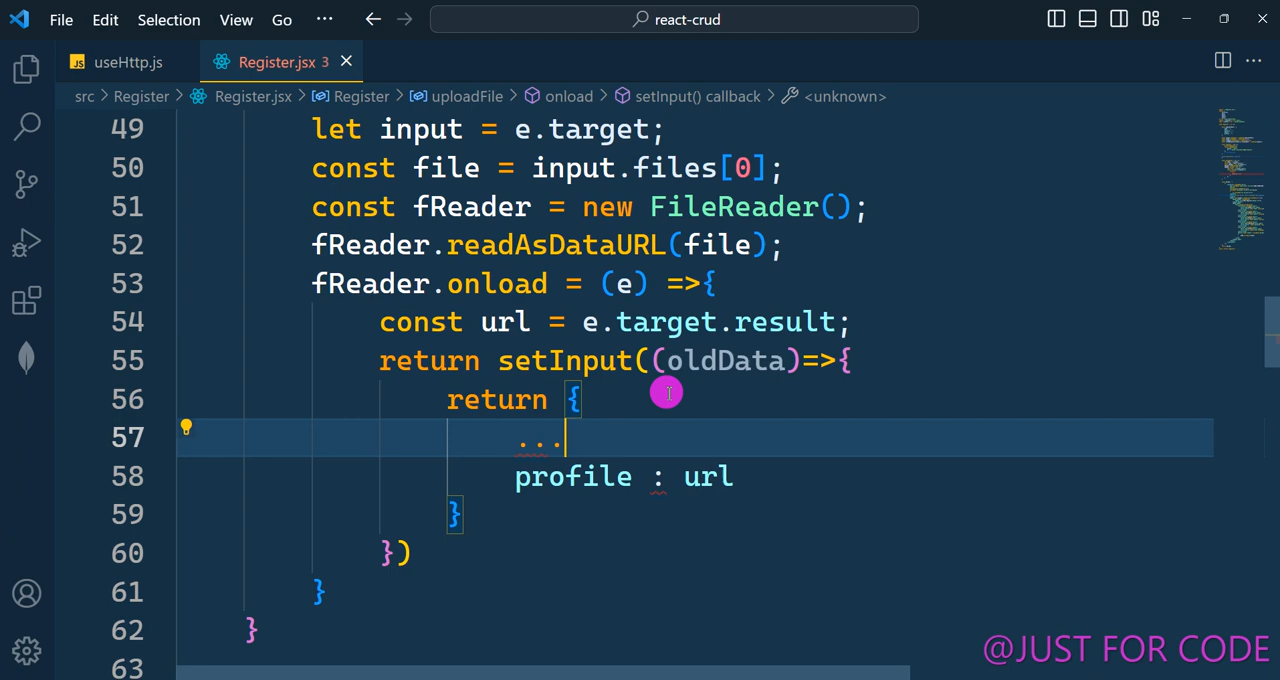 File Edit Selection View Go ··· react-crud
JS useHttp.js Register.jsx 3
src > Register > Register.jsx > Register > uploadFile > onload > setInput() callback > <unknown>
49 let input = e.target;
50 const file = input.files[0];
51 const fReader = new FileReader();
52 fReader.readAsDataURL(file);
53 fReader.onload = (e) =>{
54 const url = e.target.result;
55 return setInput((oldData)=>{
56 return {
57 ...
58 profile : url
59 }
60 })
61 }
62 }
63
@JUST FOR CODE